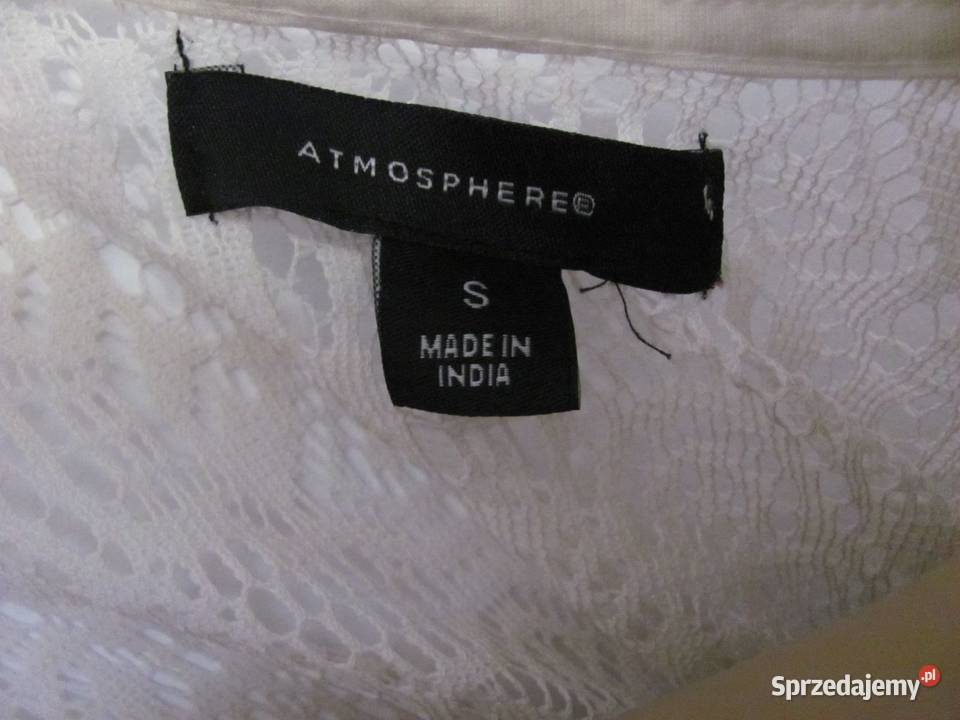 ATMOSPHERE®
S
MADE IN
INDIA
Sprzedajemy.pl